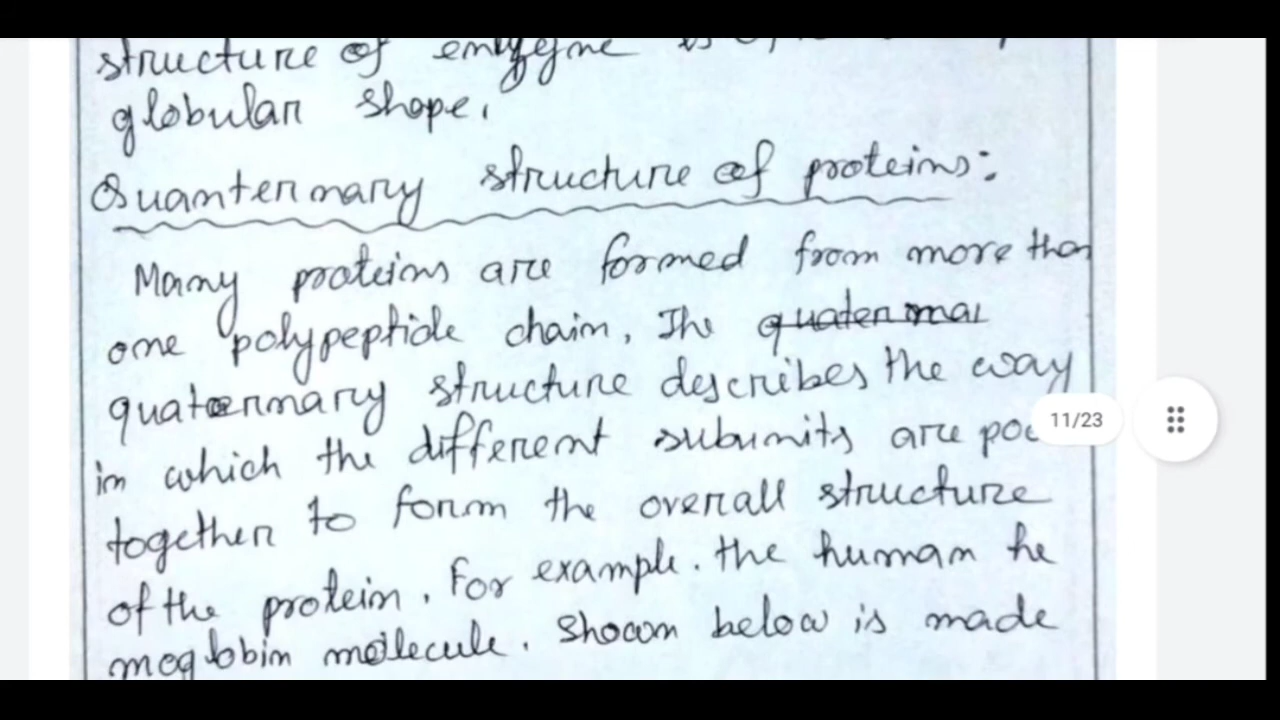 structure of enzyme is
globular shape.
Quanternary structure of proteins:
Many proteins are formed from more than
one polypeptide chain. The quaternar
quaternary structure describes the way
in which the different subunits are
11/23
together to form the overall structure
of the protein. For example. the human he
moglobin molecule. Shown below is made